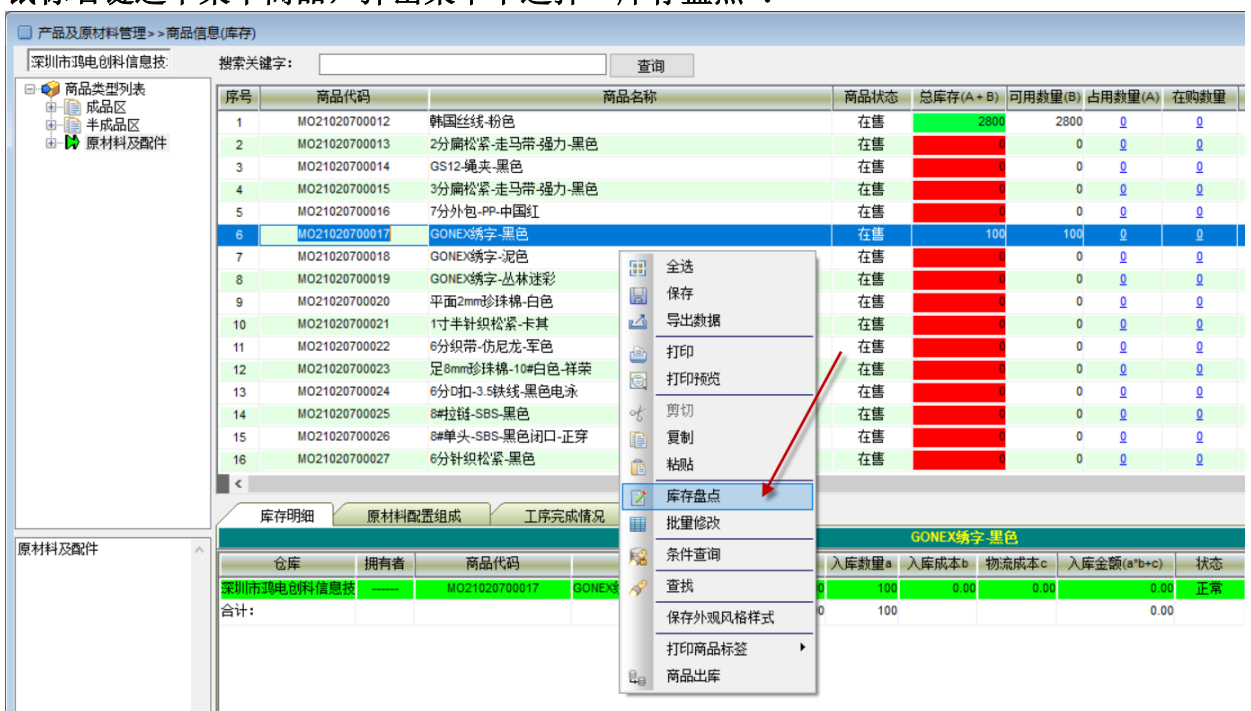 产品及原材料管理>>商品信息(库存)
深圳市鸿电创科信息技
搜索关键字：
查询
商品类型列表
成品区
半成品区
原材料及配件
序号 商品代码 商品名称 商品状态 总库存(A+B) 可用数量(B) 占用数量(A) 在购数量
1 MO21020700012 韩国丝线-粉色 在售 2800 2800 0 0
2 MO21020700013 2分扁松紧-走马带-强力-黑色 在售 0 0 0 0
3 MO21020700014 GS12-绳夹-黑色 在售 0 0 0 0
4 MO21020700015 3分扁松紧-走马带-强力-黑色 在售 0 0 0 0
5 MO21020700016 7分外包-PP-中国红 在售 0 0 0 0
6 MO21020700017 GONEX绣字-黑色 在售 100 100 0 0
7 MO21020700018 GONEX绣字-泥色 在售 0 0 0 0
8 MO21020700019 GONEX绣字-丛林迷彩 在售 0 0 0 0
9 MO21020700020 平面2mm珍珠棉-白色 在售 0 0 0 0
10 MO21020700021 1寸半针织松紧-卡其 在售 0 0 0 0
11 MO21020700022 6分织带-仿尼龙-军色 在售 0 0 0 0
12 MO21020700023 足8mm珍珠棉-10#白色-祥荣 在售 0 0 0 0
13 MO21020700024 6分D扣-3.5铁线-黑色电泳 在售 0 0 0 0
14 MO21020700025 8#拉链-SBS-黑色 在售 0 0 0 0
15 MO21020700026 8#单头-SBS-黑色闭口-正穿 在售 0 0 0 0
16 MO21020700027 6分针织松紧-黑色 在售 0 0 0 0
全选
保存
导出数据
打印
打印预览
剪切
复制
粘贴
库存盘点
批量修改
条件查询
查找
保存外观风格样式
打印商品标签
商品出库
库存明细 原材料配置组成 工序完成情况
原材料及配件
GONEX绣字-黑色
仓库 拥有者 商品代码 入库数量a 入库成本b 物流成本c 入库金额(a*b+c) 状态
深圳市鸿电创科信息技 ------ MO21020700017 GONEX 0 100 0.00 0.00 0.00 正常
合计： 0 100 0.00